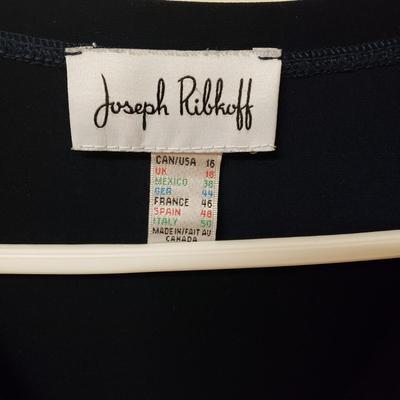 Joseph Ribkoff
CAN/USA 16
UK 18
MEXICO 38
GER 44
FRANCE 46
SPAIN 48
ITALY 50
MADE IN/FAIT AU
CANADA